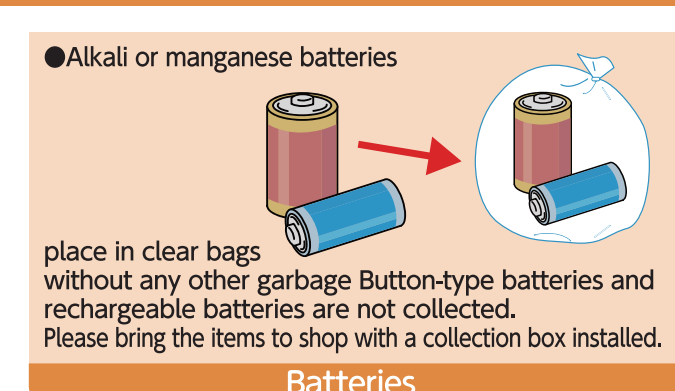 ●Alkali or manganese batteries
place in clear bags
without any other garbage Button-type batteries and
rechargeable batteries are not collected.
Please bring the items to shop with a collection box installed.
Batteries